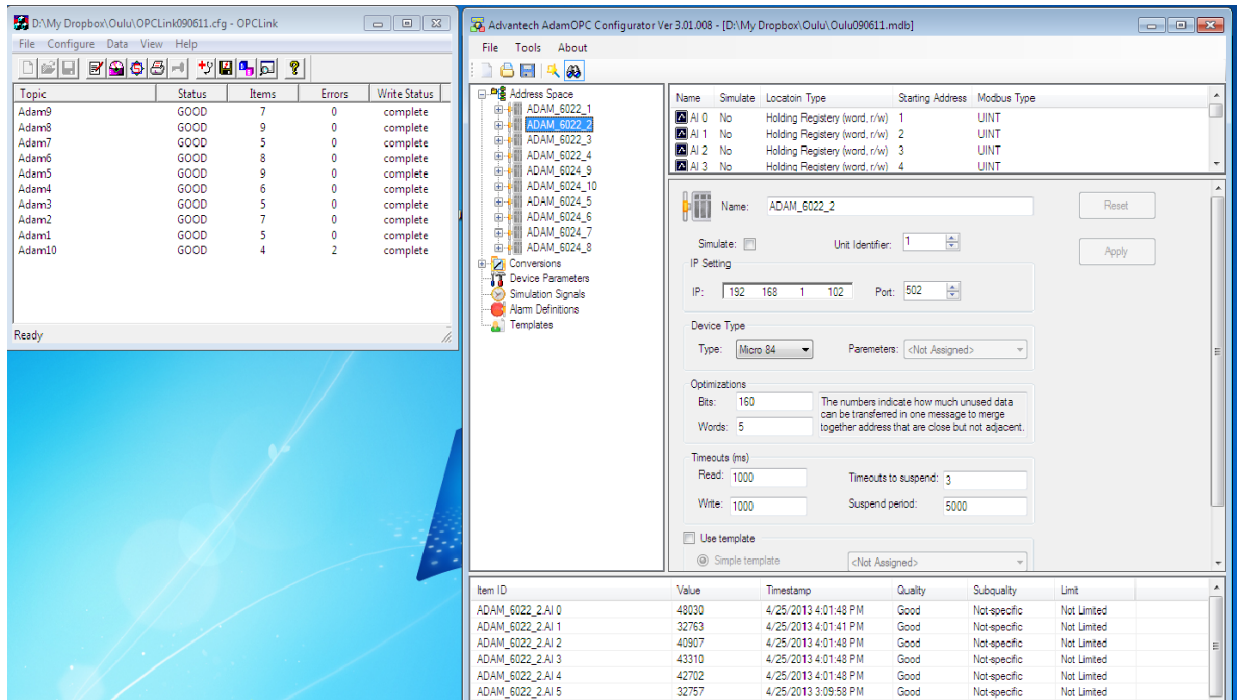 D:\My Dropbox\Oulu\OPCLink090611.cfg - OPCLink
File Configure Data View Help
Topic Status Items Errors Write Status
Adam9 GOOD 7 0 complete
Adam8 GOOD 9 0 complete
Adam7 GOOD 5 0 complete
Adam6 GOOD 8 0 complete
Adam5 GOOD 9 0 complete
Adam4 GOOD 6 0 complete
Adam3 GOOD 5 0 complete
Adam2 GOOD 7 0 complete
Adam1 GOOD 5 0 complete
Adam10 GOOD 4 2 complete
Ready
Advantech AdamOPC Configurator Ver 3.01.008 - [D:\My Dropbox\Oulu\Oulu090611.mdb]
File Tools About
Address Space
ADAM_6022_1
ADAM_6022_2
ADAM_6022_3
ADAM_6022_4
ADAM_6024_9
ADAM_6024_10
ADAM_6024_5
ADAM_6024_6
ADAM_6024_7
ADAM_6024_8
Conversions
Device Parameters
Simulation Signals
Alarm Definitions
Templates
Name Simulate Locatoin Type Starting Address Modbus Type
AI 0 No Holding Registery (word, r/w) 1 UINT
AI 1 No Holding Registery (word, r/w) 2 UINT
AI 2 No Holding Registery (word, r/w) 3 UINT
AI 3 No Holding Registery (word, r/w) 4 UINT
Name: ADAM_6022_2 Reset
Simulate: Unit Identifier: 1 Apply
IP Setting
IP: 192 168 1 102 Port: 502
Device Type
Type: Micro 84 Paremeters: <Not Assigned>
Optimizations
Bits: 160 The numbers indicate how much unused data
can be transferred in one message to merge
Words: 5 together address that are close but not adjacent.
Timeouts (ms)
Read: 1000 Timeouts to suspend: 3
Write: 1000 Suspend period: 5000
Use template
Simple template <Not Assigned>
Item ID Value Timestamp Quality Subquality Limit
ADAM_6022_2.AI 0 48030 4/25/2013 4:01:48 PM Good Not-specific Not Limited
ADAM_6022_2.AI 1 32763 4/25/2013 4:01:41 PM Good Not-specific Not Limited
ADAM_6022_2.AI 2 40907 4/25/2013 4:01:48 PM Good Not-specific Not Limited
ADAM_6022_2.AI 3 43310 4/25/2013 4:01:48 PM Good Not-specific Not Limited
ADAM_6022_2.AI 4 42702 4/25/2013 4:01:48 PM Good Not-specific Not Limited
ADAM_6022_2.AI 5 32757 4/25/2013 3:09:58 PM Good Not-specific Not Limited